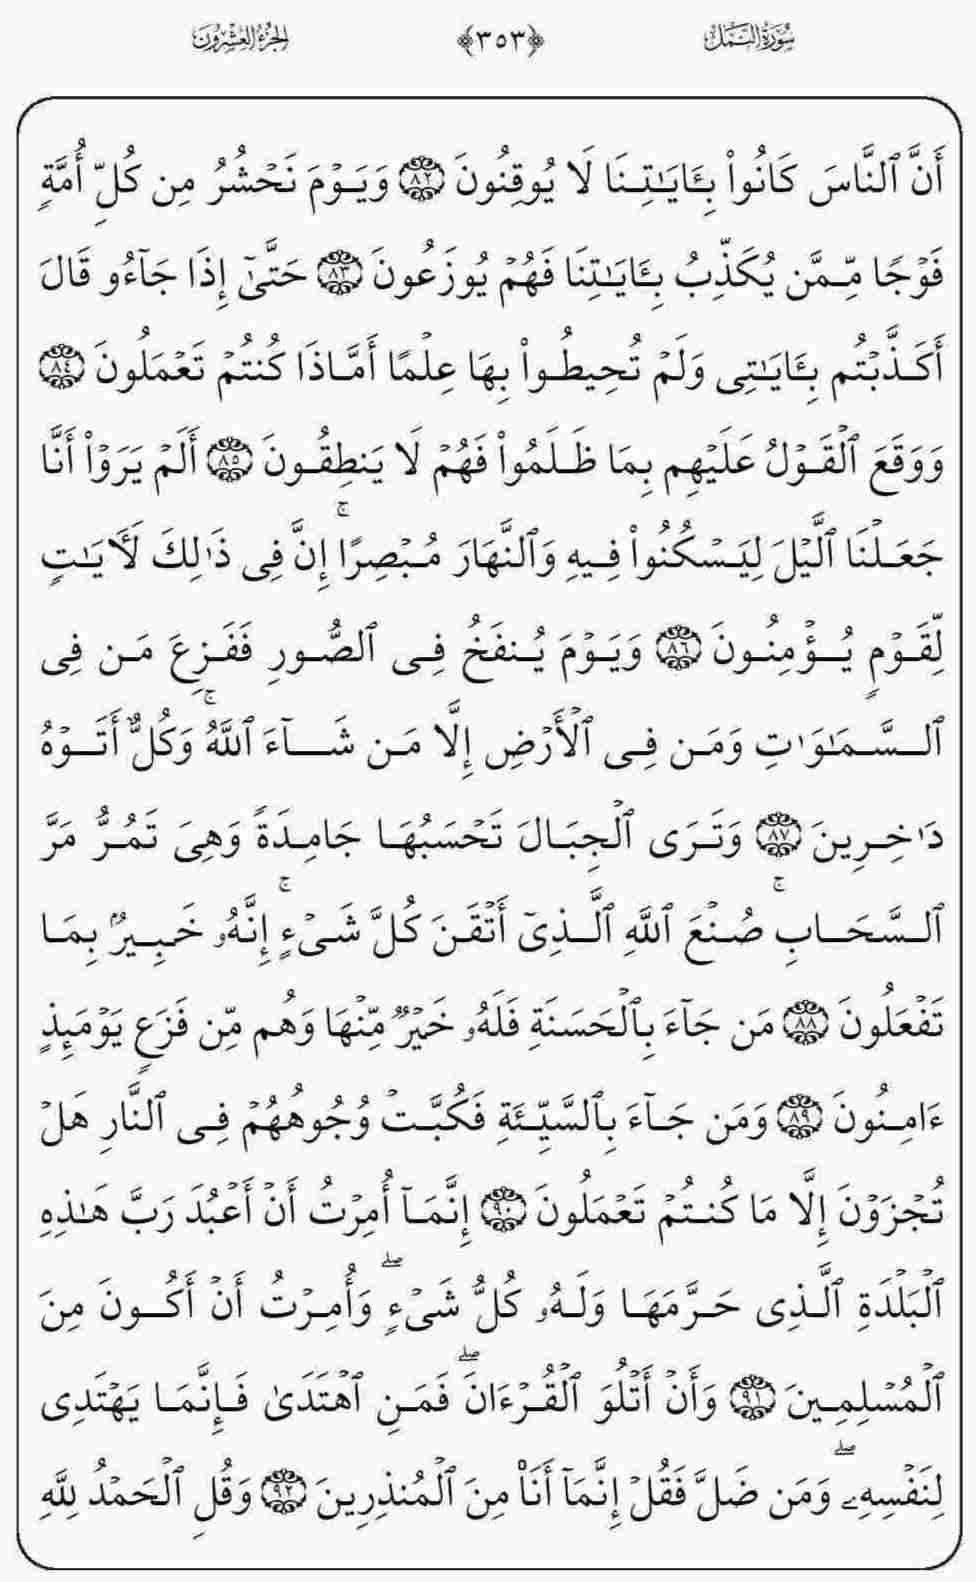 سُورَةُ النَّمْلِ ﴿٣٥٣﴾ الجُزْءُ العِشْرُونَ
أَنَّ ٱلنَّاسَ كَانُوا۟ بِـَٔايَـٰتِنَا لَا يُوقِنُونَ ٨٢ وَيَوْمَ نَحْشُرُ مِن كُلِّ أُمَّةٍ
فَوْجًا مِّمَّن يُكَذِّبُ بِـَٔايَـٰتِنَا فَهُمْ يُوزَعُونَ ٨٣ حَتَّىٰٓ إِذَا جَآءُو قَالَ
أَكَذَّبْتُم بِـَٔايَـٰتِى وَلَمْ تُحِيطُوا۟ بِهَا عِلْمًا أَمَّاذَا كُنتُمْ تَعْمَلُونَ ٨٤
وَوَقَعَ ٱلْقَوْلُ عَلَيْهِم بِمَا ظَلَمُوا۟ فَهُمْ لَا يَنطِقُونَ ٨٥ أَلَمْ يَرَوْا۟ أَنَّا
جَعَلْنَا ٱلَّيْلَ لِيَسْكُنُوا۟ فِيهِ وَٱلنَّهَارَ مُبْصِرًا ۚ إِنَّ فِى ذَٰلِكَ لَـَٔايَـٰتٍ
لِّقَوْمٍ يُؤْمِنُونَ ٨٦ وَيَوْمَ يُنفَخُ فِى ٱلصُّورِ فَفَزِعَ مَن فِى
ٱلسَّمَـٰوَٰتِ وَمَن فِى ٱلْأَرْضِ إِلَّا مَن شَآءَ ٱللَّهُ ۚ وَكُلٌّ أَتَوْهُ
دَٰخِرِينَ ٨٧ وَتَرَى ٱلْجِبَالَ تَحْسَبُهَا جَامِدَةً وَهِىَ تَمُرُّ مَرَّ
ٱلسَّحَابِ ۚ صُنْعَ ٱللَّهِ ٱلَّذِىٓ أَتْقَنَ كُلَّ شَىْءٍ ۚ إِنَّهُۥ خَبِيرٌۢ بِمَا
تَفْعَلُونَ ٨٨ مَن جَآءَ بِٱلْحَسَنَةِ فَلَهُۥ خَيْرٌ مِّنْهَا وَهُم مِّن فَزَعٍ يَوْمَئِذٍ
ءَامِنُونَ ٨٩ وَمَن جَآءَ بِٱلسَّيِّئَةِ فَكُبَّتْ وُجُوهُهُمْ فِى ٱلنَّارِ هَلْ
تُجْزَوْنَ إِلَّا مَا كُنتُمْ تَعْمَلُونَ ٩٠ إِنَّمَآ أُمِرْتُ أَنْ أَعْبُدَ رَبَّ هَـٰذِهِ
ٱلْبَلْدَةِ ٱلَّذِى حَرَّمَهَا وَلَهُۥ كُلُّ شَىْءٍ ۖ وَأُمِرْتُ أَنْ أَكُونَ مِنَ
ٱلْمُسْلِمِينَ ٩١ وَأَنْ أَتْلُوَ ٱلْقُرْءَانَ ۖ فَمَنِ ٱهْتَدَىٰ فَإِنَّمَا يَهْتَدِى
لِنَفْسِهِۦ ۖ وَمَن ضَلَّ فَقُلْ إِنَّمَآ أَنَا۠ مِنَ ٱلْمُنذِرِينَ ٩٢ وَقُلِ ٱلْحَمْدُ لِلَّهِ